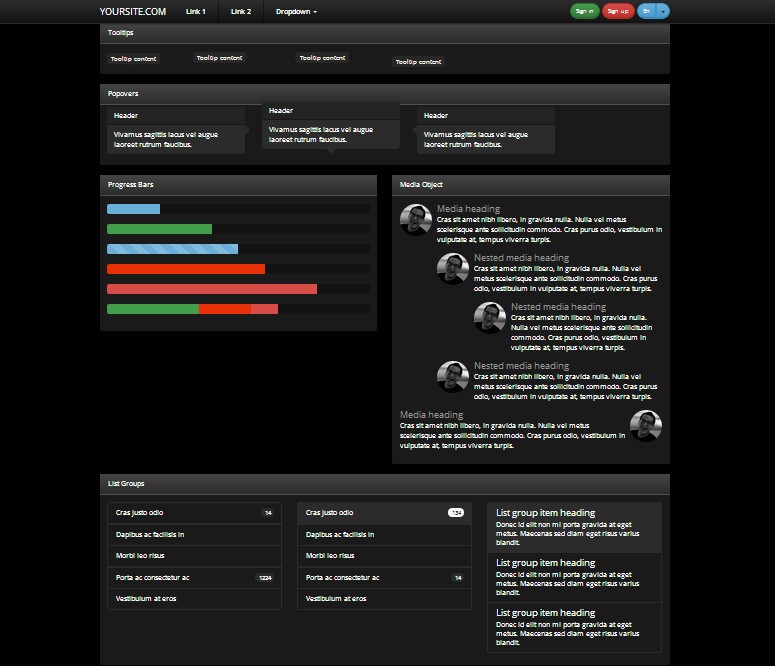 YOURSITE.COM Link 1 Link 2 Dropdown Sign in Sign up En
Tooltips
Tooltip content Tooltip content Tooltip content Tooltip content
Popovers
Header
Vivamus sagittis lacus vel augue
laoreet rutrum faucibus.
Header
Vivamus sagittis lacus vel augue
laoreet rutrum faucibus.
Header
Vivamus sagittis lacus vel augue
laoreet rutrum faucibus.
Progress Bars
Media Object
Media heading
Cras sit amet nibh libero, in gravida nulla. Nulla vel metus
scelerisque ante sollicitudin commodo. Cras purus odio, vestibulum in
vulputate at, tempus viverra turpis.
Nested media heading
Cras sit amet nibh libero, in gravida nulla. Nulla vel
metus scelerisque ante sollicitudin commodo. Cras purus
odio, vestibulum in vulputate at, tempus viverra turpis.
Nested media heading
Cras sit amet nibh libero, in gravida nulla.
Nulla vel metus scelerisque ante sollicitudin
commodo. Cras purus odio, vestibulum in
vulputate at, tempus viverra turpis.
Nested media heading
Cras sit amet nibh libero, in gravida nulla. Nulla vel
metus scelerisque ante sollicitudin commodo. Cras purus
odio, vestibulum in vulputate at, tempus viverra turpis.
Media heading
Cras sit amet nibh libero, in gravida nulla. Nulla vel metus
scelerisque ante sollicitudin commodo. Cras purus odio, vestibulum in
vulputate at, tempus viverra turpis.
List Groups
Cras justo odio 14
Dapibus ac facilisis in
Morbi leo risus
Porta ac consectetur ac 1224
Vestibulum at eros
Cras justo odio 134
Dapibus ac facilisis in
Morbi leo risus
Porta ac consectetur ac 14
Vestibulum at eros
List group item heading
Donec id elit non mi porta gravida at eget
metus. Maecenas sed diam eget risus varius
blandit.
List group item heading
Donec id elit non mi porta gravida at eget
metus. Maecenas sed diam eget risus varius
blandit.
List group item heading
Donec id elit non mi porta gravida at eget
metus. Maecenas sed diam eget risus varius
blandit.